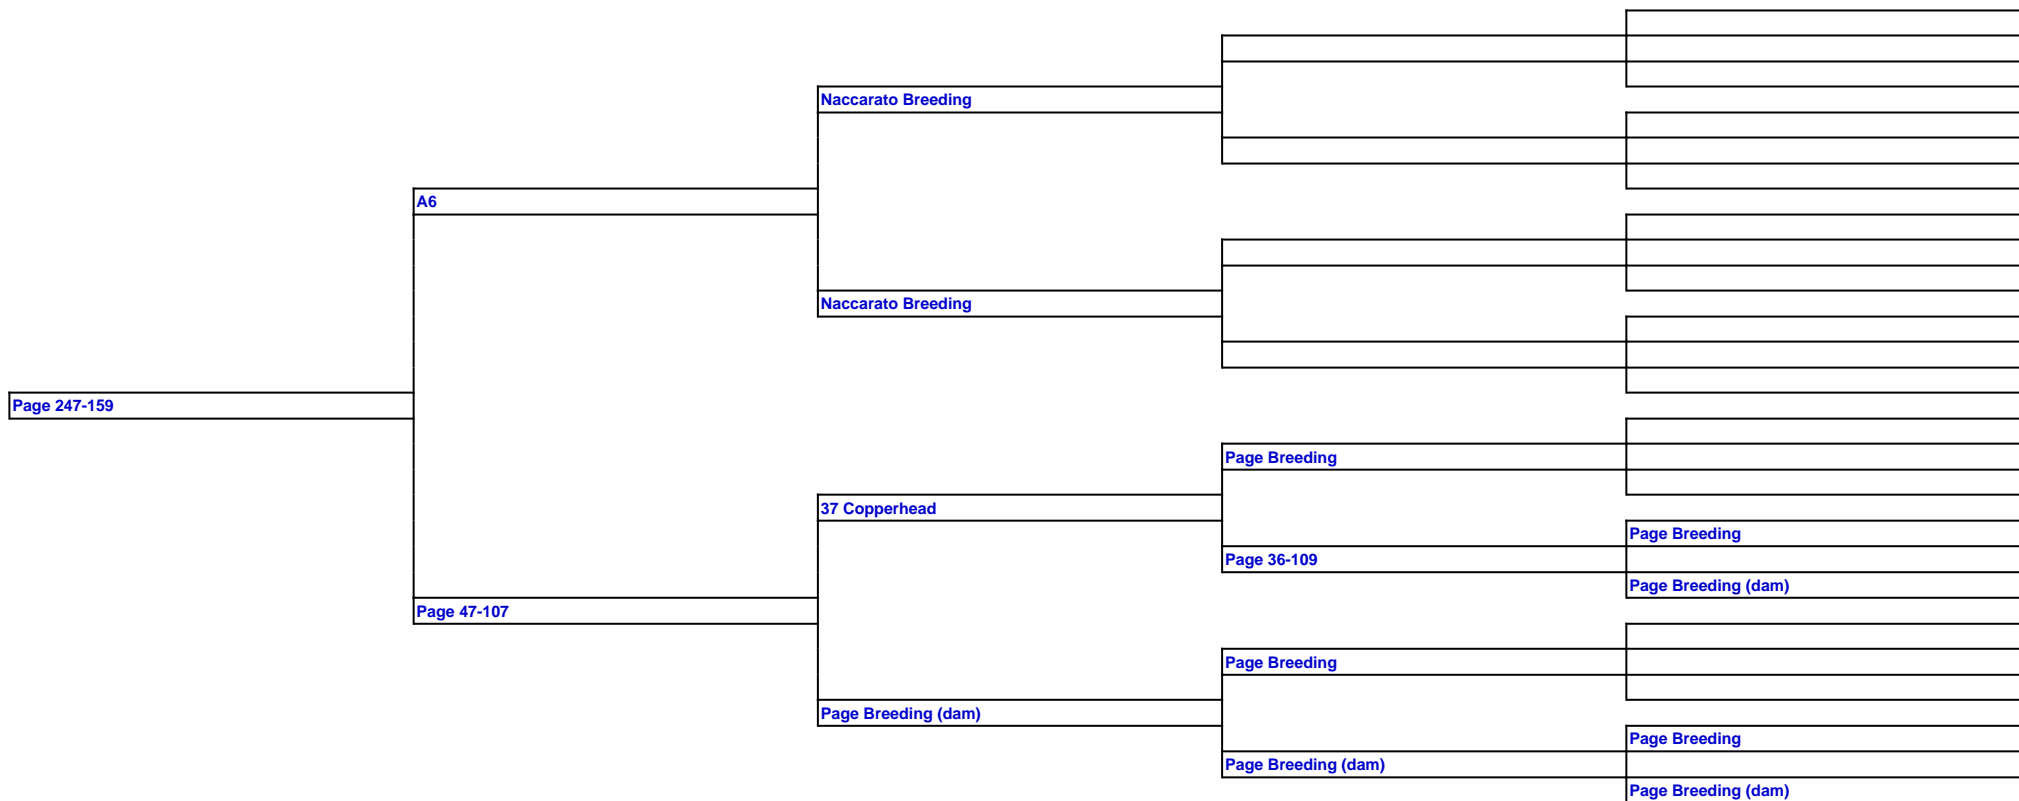 Naccarato Breeding
A6
Naccarato Breeding
Page 247-159
Page Breeding
37 Copperhead
Page Breeding
Page 36-109
Page Breeding (dam)
Page 47-107
Page Breeding
Page Breeding (dam)
Page Breeding
Page Breeding (dam)
Page Breeding (dam)